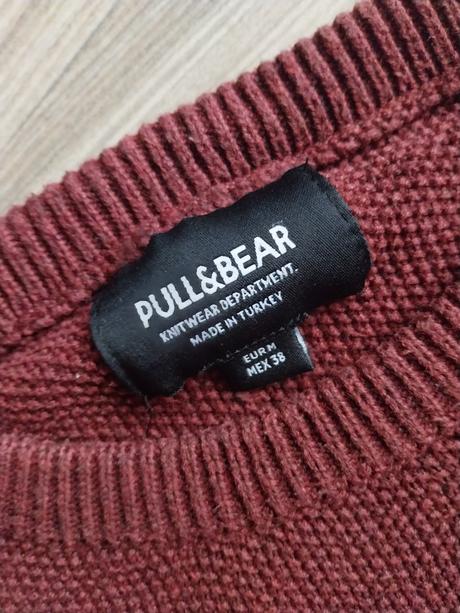 PULL&BEAR
KNITWEAR DEPARTMENT.
MADE IN TURKEY
EUR M
MEX 38